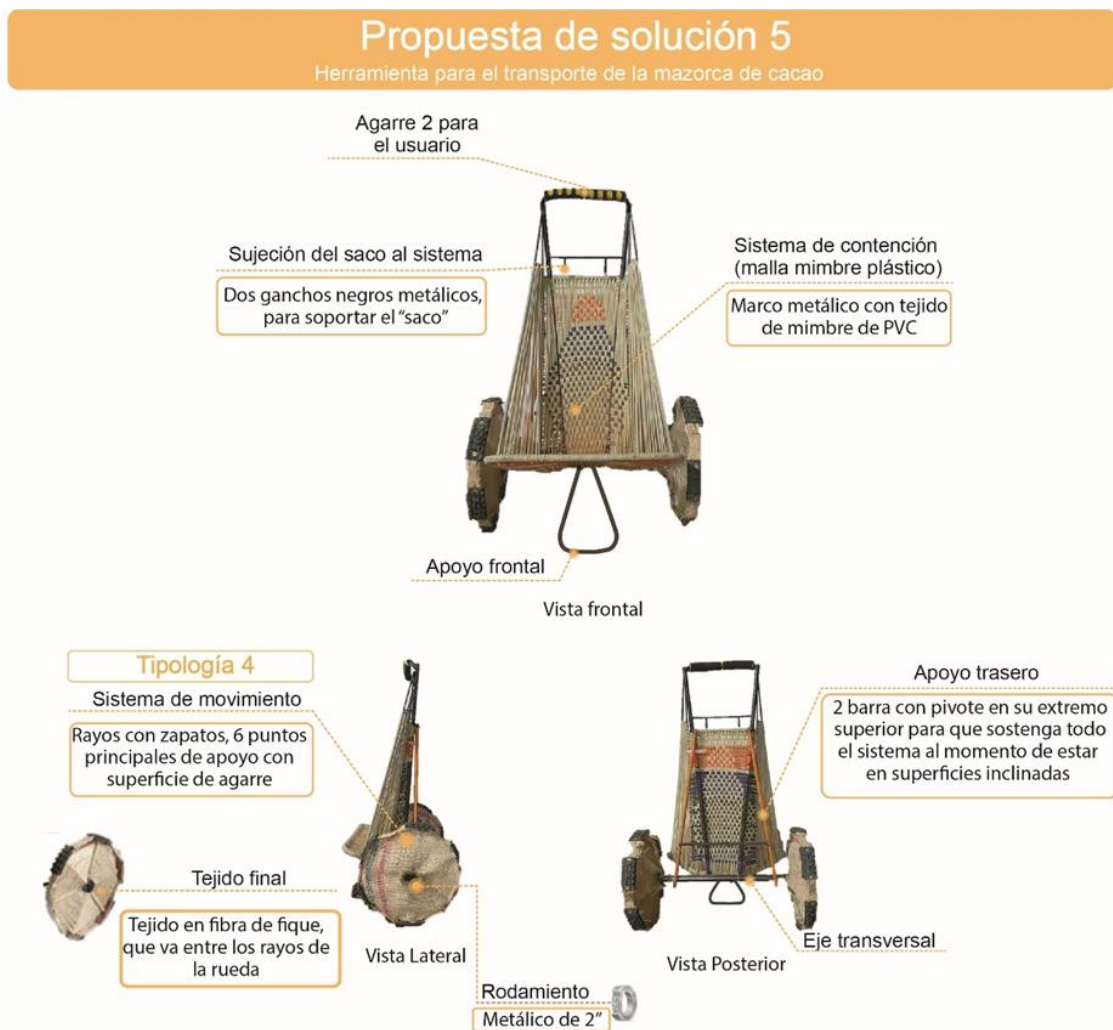 Propuesta de solución 5
Herramienta para el transporte de la mazorca de cacao
Agarre 2 para
el usuario
Sujeción del saco al sistema
Dos ganchos negros metálicos,
para soportar el "saco"
Sistema de contención
(malla mimbre plástico)
Marco metálico con tejido
de mimbre de PVC
Apoyo frontal
Vista frontal
Tipología 4
Sistema de movimiento
Rayos con zapatos, 6 puntos
principales de apoyo con
superficie de agarre
Apoyo trasero
2 barra con pivote en su extremo
superior para que sostenga todo
el sistema al momento de estar
en superficies inclinadas
Tejido final
Tejido en fibra de fique,
que va entre los rayos de
la rueda
Vista Lateral
Eje transversal
Vista Posterior
Rodamiento
Metálico de 2"